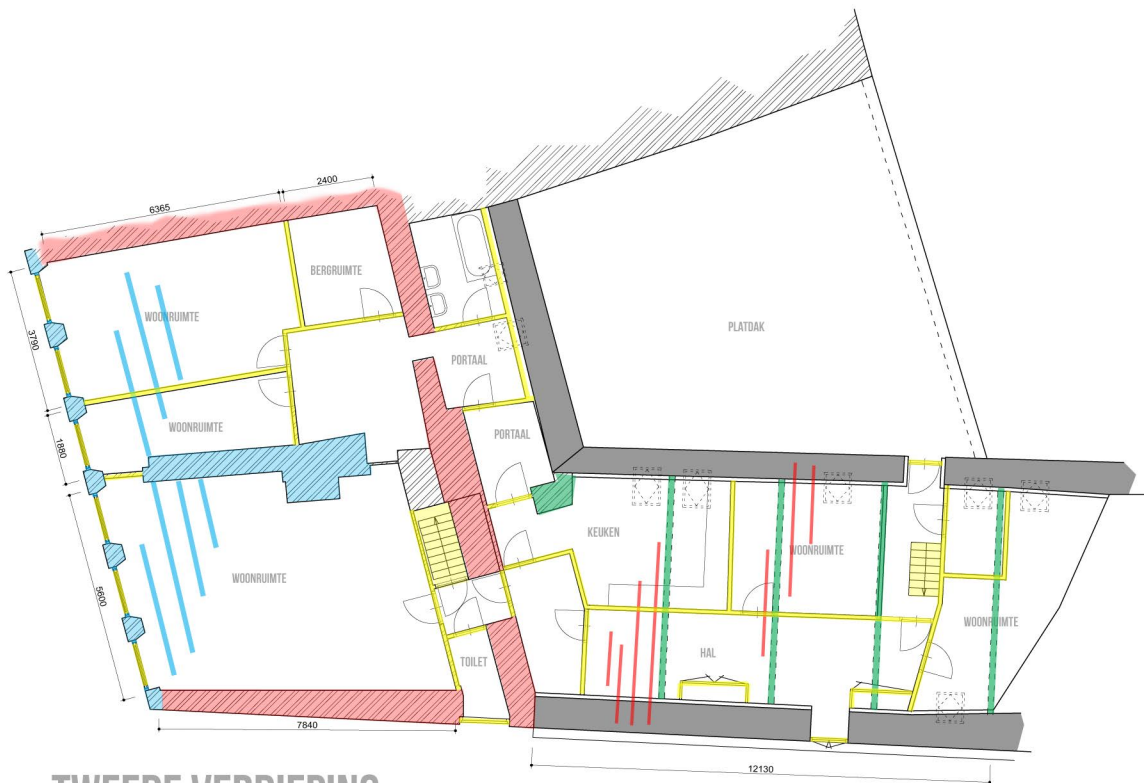 2400
6365
BERGRUIMTE
WOONRUIMTE
3790
PLATDAK
PORTAAL
WOONRUIMTE
1880
PORTAAL
KEUKEN
WOONRUIMTE
WOONRUIMTE
5600
WOONRUIMTE
HAL
TOILET
7840
12130
TWEEDE VERDIEPING